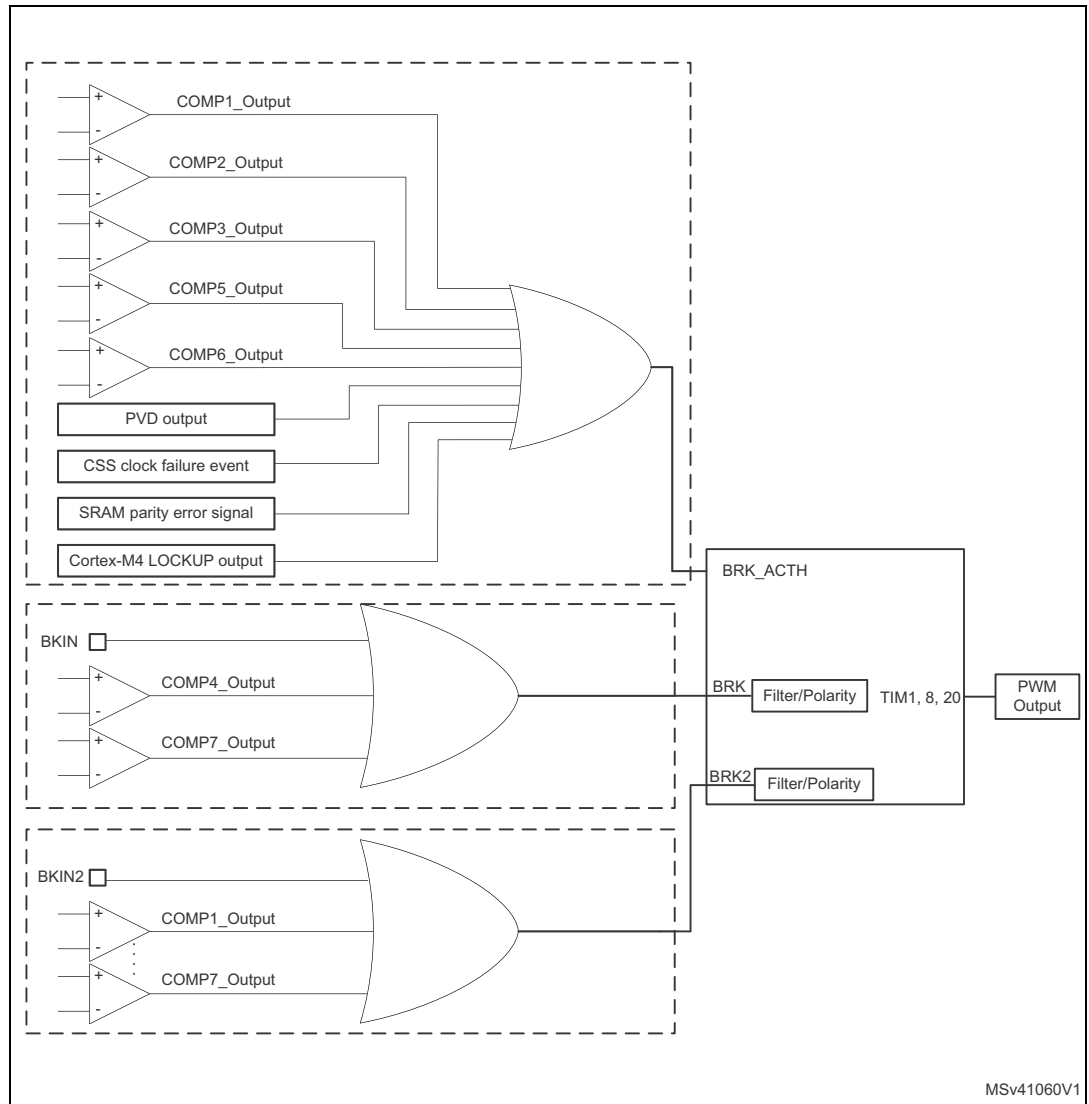 +
COMP1_Output
-
+
COMP2_Output
-
+
COMP3_Output
-
+
COMP5_Output
-
+
COMP6_Output
-
PVD output
CSS clock failure event
SRAM parity error signal
Cortex-M4 LOCKUP output
BRK_ACTH
BKIN
+
COMP4_Output
-
+
COMP7_Output
-
BRK
Filter/Polarity
TIM1, 8, 20
PWM
Output
BRK2
Filter/Polarity
BKIN2
+
COMP1_Output
-
+
COMP7_Output
-
MSv41060V1